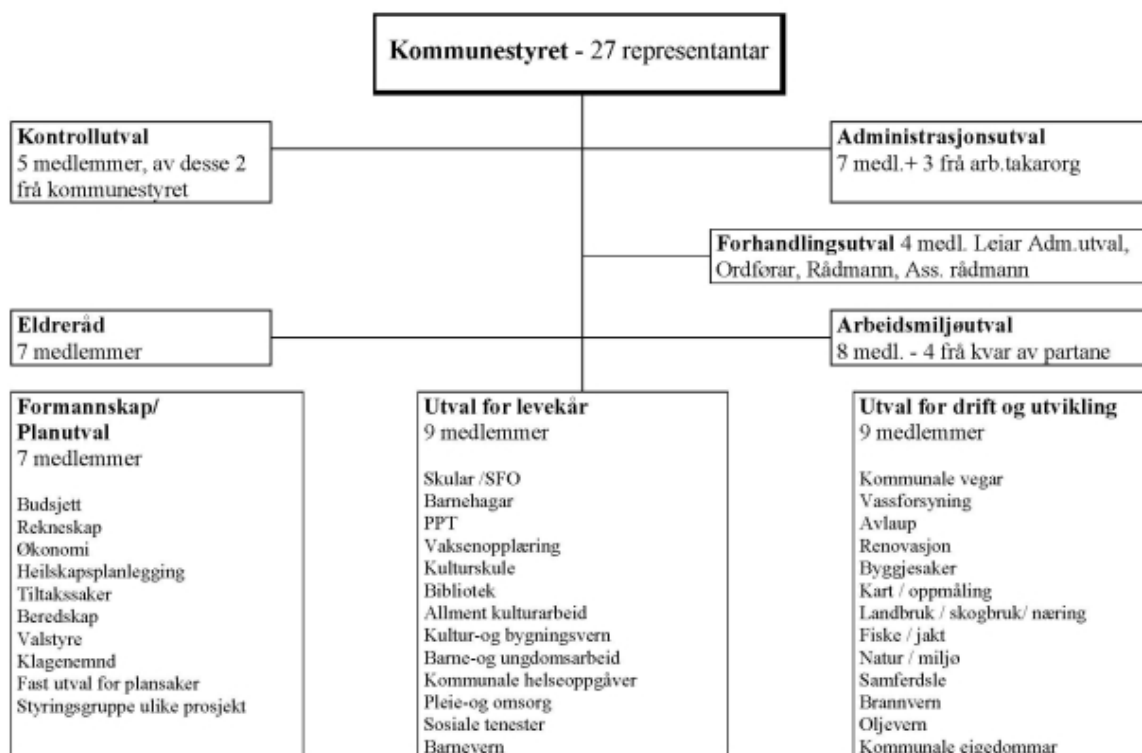 Kommunestyret - 27 representantar
Kontrollutval
5 medlemmer, av desse 2
frå kommunestyret
Administrasjonsutval
7 medl.+ 3 frå arb.takarorg
Forhandlingsutval 4 medl. Leiar Adm.utval,
Ordførar, Rådmann, Ass. rådmann
Eldreråd
7 medlemmer
Arbeidsmiljøutval
8 medl. - 4 frå kvar av partane
Formannskap/
Planutval
7 medlemmer
Budsjett
Rekneskap
Økonomi
Heilskapsplanlegging
Tiltakssaker
Beredskap
Valstyre
Klagenemnd
Fast utval for plansaker
Styringsgruppe ulike prosjekt
Utval for levekår
9 medlemmer
Skular /SFO
Barnehagar
PPT
Vaksenopplæring
Kulturskule
Bibliotek
Allment kulturarbeid
Kultur-og bygningsvern
Barne-og ungdomsarbeid
Kommunale helseoppgåver
Pleie-og omsorg
Sosiale tenester
Barnevern
Utval for drift og utvikling
9 medlemmer
Kommunale vegar
Vassforsyning
Avlaup
Renovasjon
Byggjesaker
Kart / oppmåling
Landbruk / skogbruk/ næring
Fiske / jakt
Natur / miljø
Samferdsle
Brannvern
Oljevern
Kommunale eigedommar